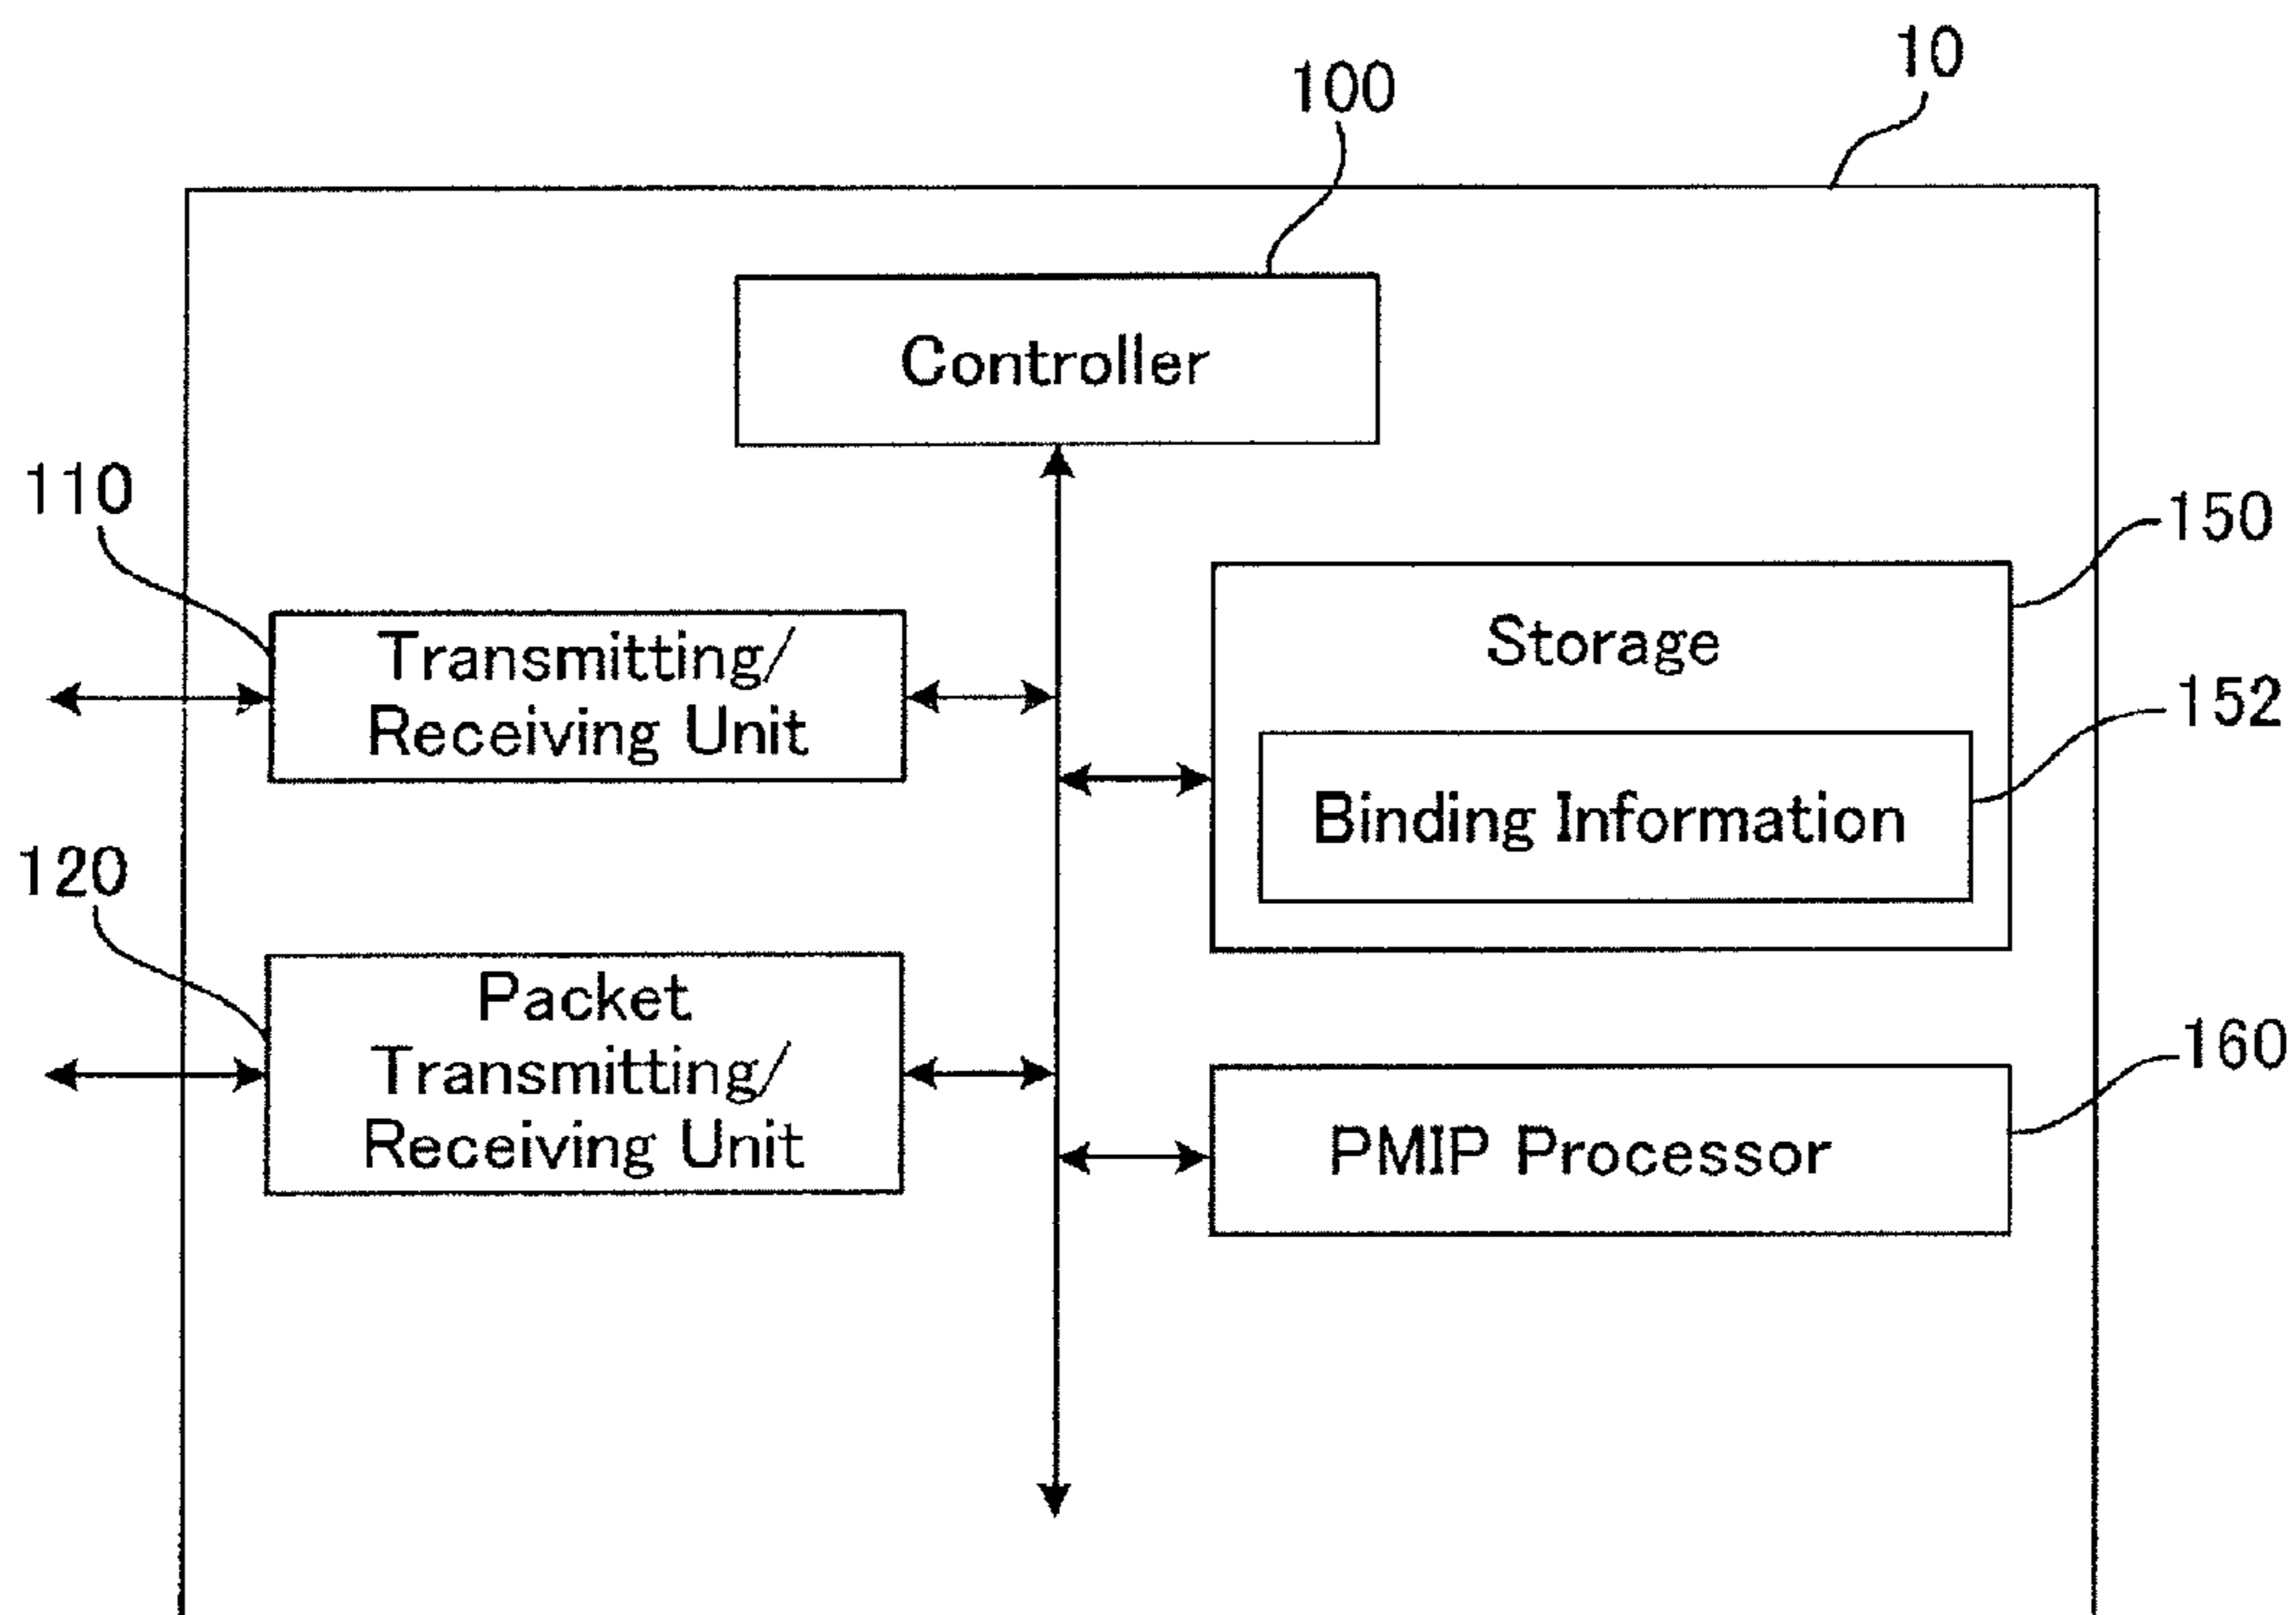 10
100
Controller
110
150
Transmitting/
Receiving Unit
Storage
152
Binding Information
120
Packet
Transmitting/
Receiving Unit
160
PMIP Processor